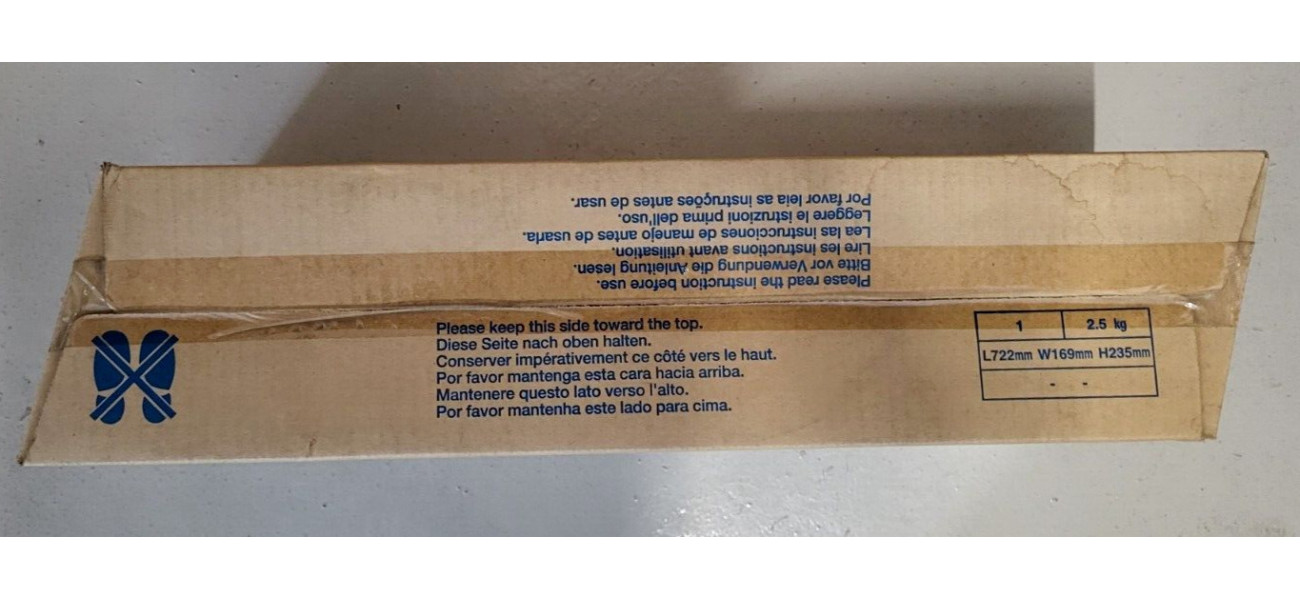 Por favor leia as instruções antes de usar.
Leggere le istruzioni prima dell'uso.
Lea las instrucciones de manejo antes de usarla.
Lire les instructions avant utilisation.
Bitte vor Verwendung die Anleitung lesen.
Please read the instruction before use.
Please keep this side toward the top.
Diese Seite nach oben halten.
Conserver impérativement ce côté vers le haut.
Por favor mantenga esta cara hacia arriba.
Mantenere questo lato verso l'alto.
Por favor mantenha este lado para cima.
1 2.5 kg
L722mm W169mm H235mm
- -